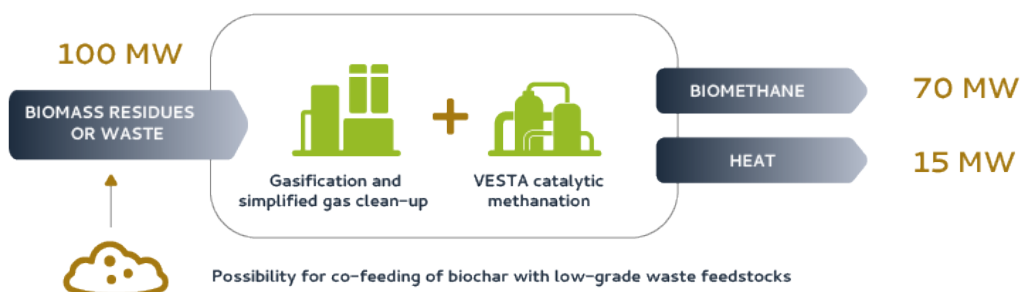 100 MW
BIOMASS RESIDUES
OR WASTE
Gasification and
simplified gas clean-up
VESTA catalytic
methanation
BIOMETHANE
70 MW
HEAT
15 MW
Possibility for co-feeding of biochar with low-grade waste feedstocks